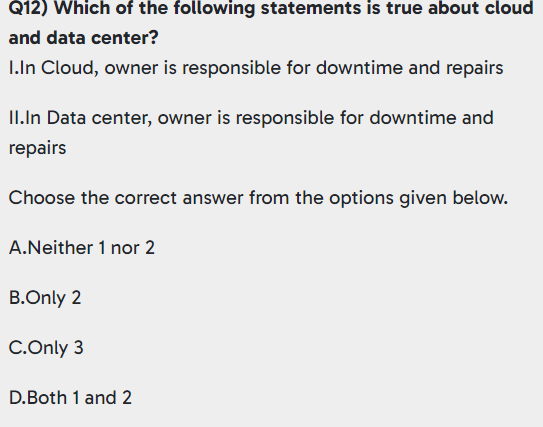 Q12) Which of the following statements is true about cloud
and data center?
I.In Cloud, owner is responsible for downtime and repairs
II.In Data center, owner is responsible for downtime and
repairs
Choose the correct answer from the options given below.
A.Neither 1 nor 2
B.Only 2
C.Only 3
D.Both 1 and 2